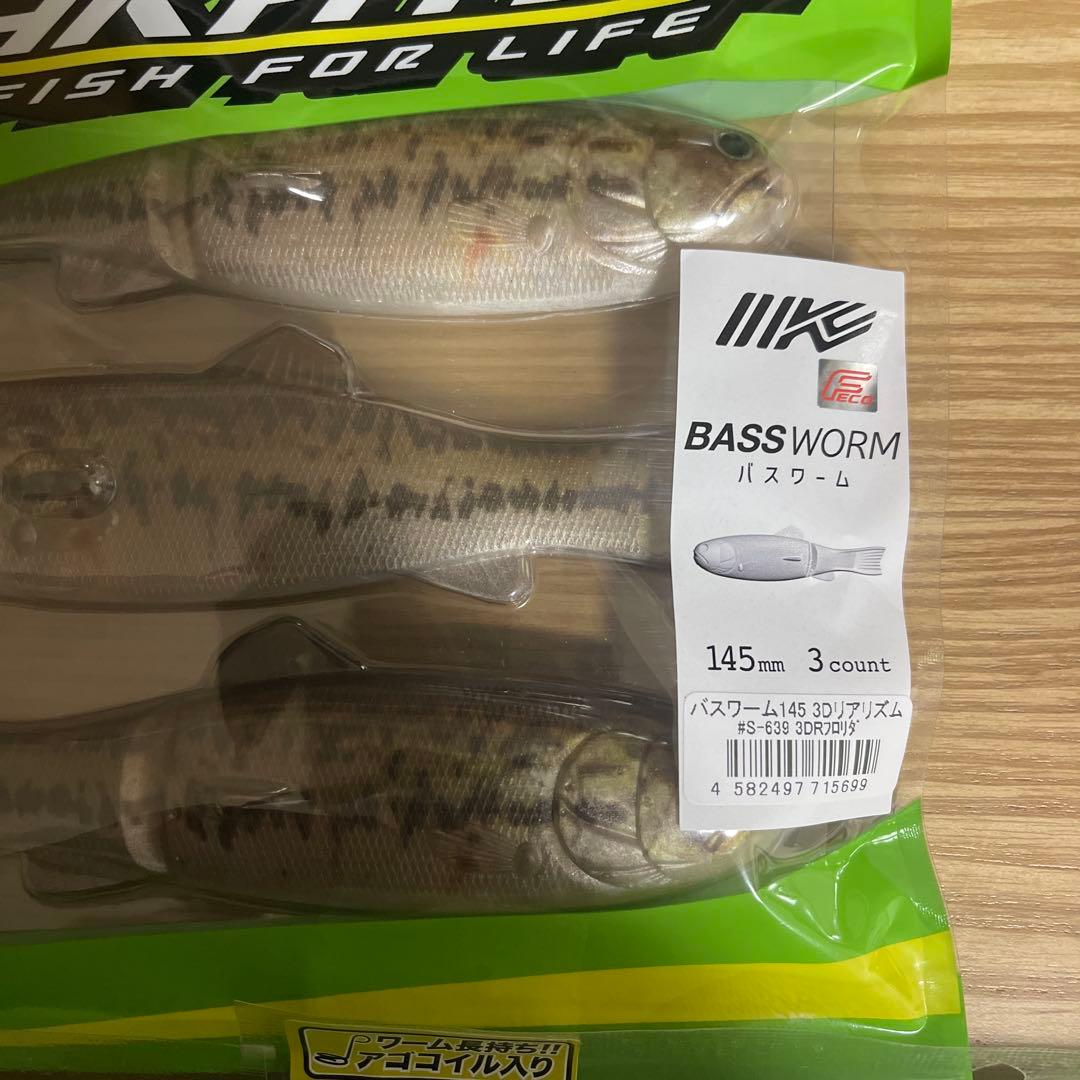 FISH FOR LIFE
FECO
BASS WORM
バスワーム
145mm 3 count
バスワーム145 3Dリアリズム
#S-639 3DRフロリダ
4 582497 715699
ワーム長持ち!!
アゴコイル入り